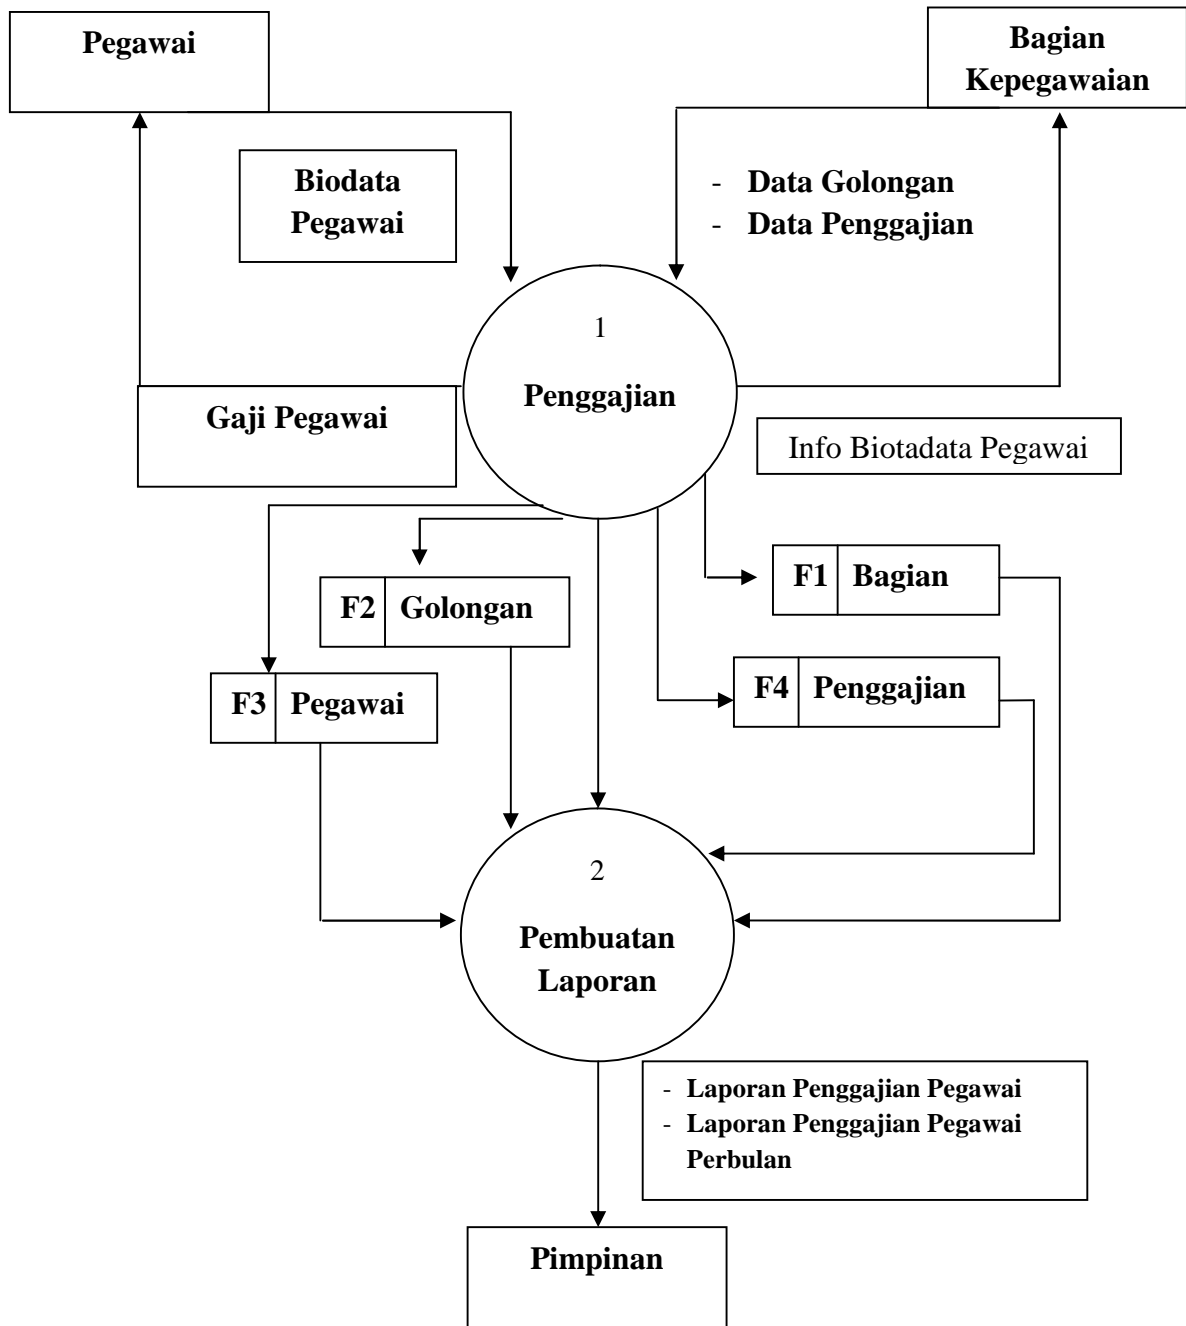 Pegawai
Bagian
Kepegawaian
Biodata
Pegawai
- Data Golongan
- Data Penggajian
1
Penggajian
Gaji Pegawai
Info Biotadata Pegawai
F1 Bagian
F2 Golongan
F4 Penggajian
F3 Pegawai
2
Pembuatan
Laporan
- Laporan Penggajian Pegawai
- Laporan Penggajian Pegawai
Perbulan
Pimpinan